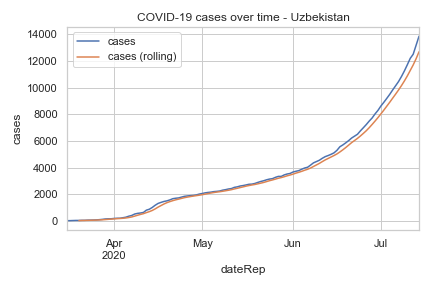 COVID-19 cases over time - Uzbekistan
cases
cases (rolling)
14000
12000
10000
8000
6000
4000
2000
0
cases
Apr
2020
May
Jun
Jul
dateRep